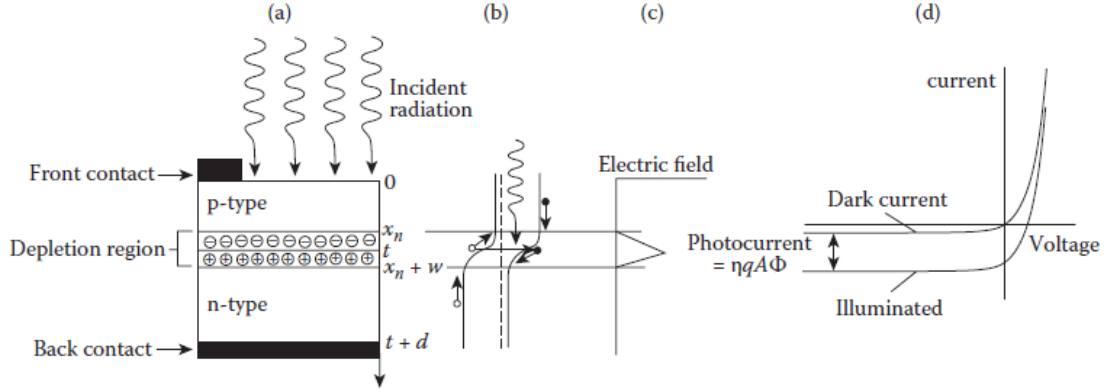 (a)
(b)
(c)
(d)
Incident
radiation
current
Electric field
Front contact
0
p-type
Dark current
x_n
Depletion region
t
Photocurrent
= ηqAΦ
Voltage
x_n + w
n-type
Illuminated
Back contact
t + d